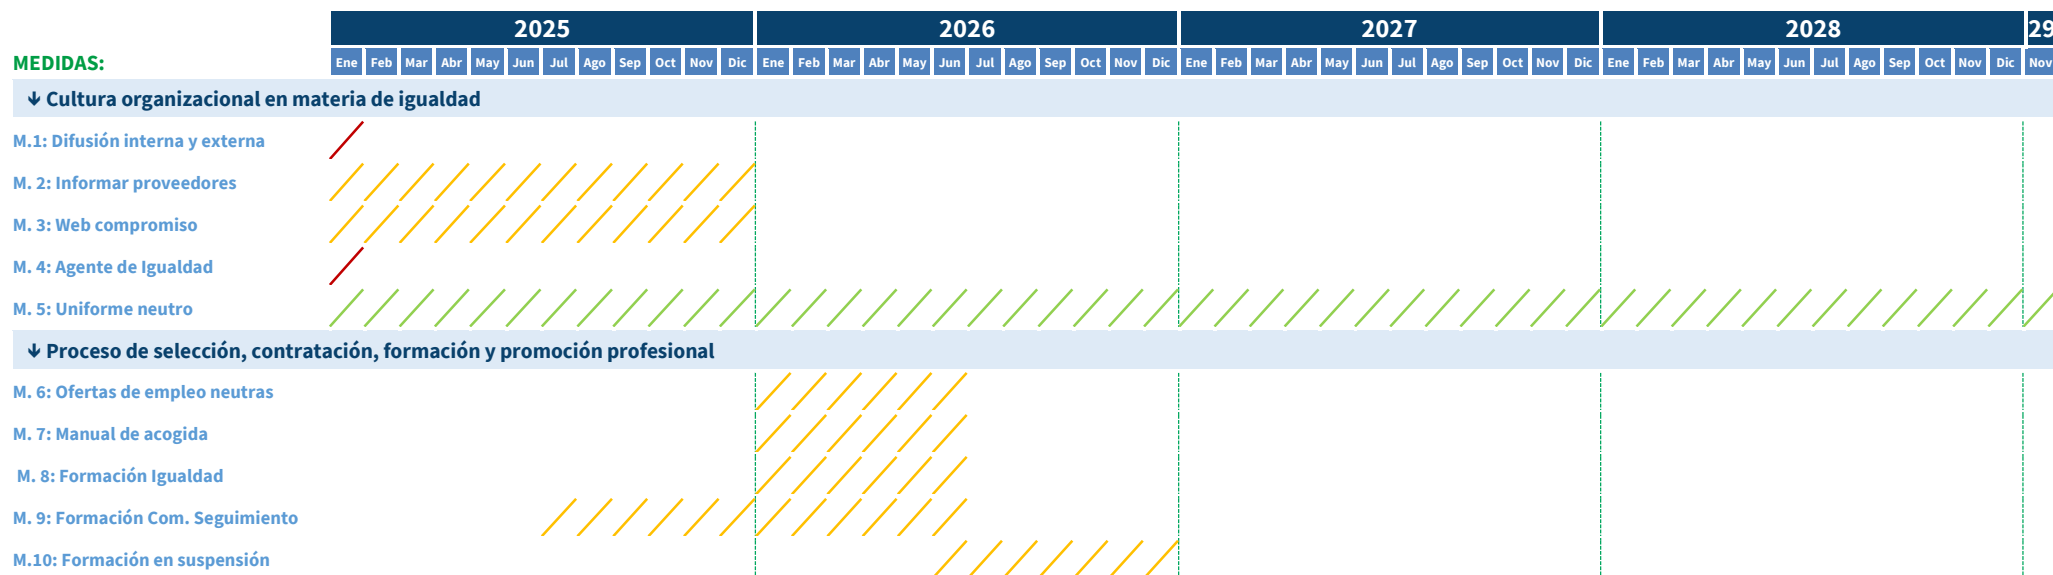 2025 2026 2027 2028 29
MEDIDAS: Ene Feb Mar Abr May Jun Jul Ago Sep Oct Nov Dic Ene Feb Mar Abr May Jun Jul Ago Sep Oct Nov Dic Ene Feb Mar Abr May Jun Jul Ago Sep Oct Nov Dic Ene Feb Mar Abr May Jun Jul Ago Sep Oct Nov Dic Nov
↓ Cultura organizacional en materia de igualdad
M.1: Difusión interna y externa
M. 2: Informar proveedores
M. 3: Web compromiso
M. 4: Agente de Igualdad
M. 5: Uniforme neutro
↓ Proceso de selección, contratación, formación y promoción profesional
M. 6: Ofertas de empleo neutras
M. 7: Manual de acogida
M. 8: Formación Igualdad
M. 9: Formación Com. Seguimiento
M.10: Formación en suspensión